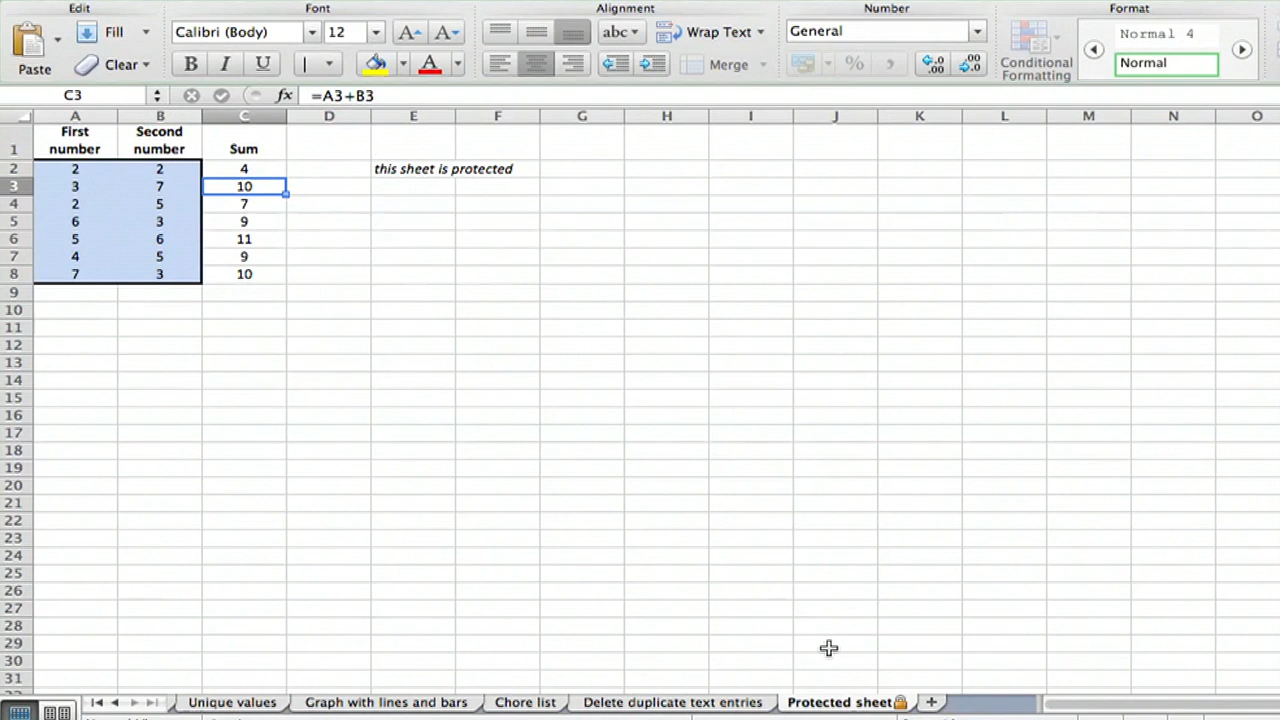 Edit Font Alignment Number Format
Fill Calibri (Body) 12 A A abc Wrap Text General Normal 4
Paste Clear B I U A Merge % , .0 .00 .00 .0 Conditional Formatting Normal
C3 fx =A3+B3
A B C D E F G H I J K L M N O
1 First number Second number Sum
2 2 2 4 this sheet is protected
3 3 7 10
4 2 5 7
5 6 3 9
6 5 6 11
7 4 5 9
8 7 3 10
9
10
11
12
13
14
15
16
17
18
19
20
21
22
23
24
25
26
27
28
29
30
31
Unique values Graph with lines and bars Chore list Delete duplicate text entries Protected sheet +